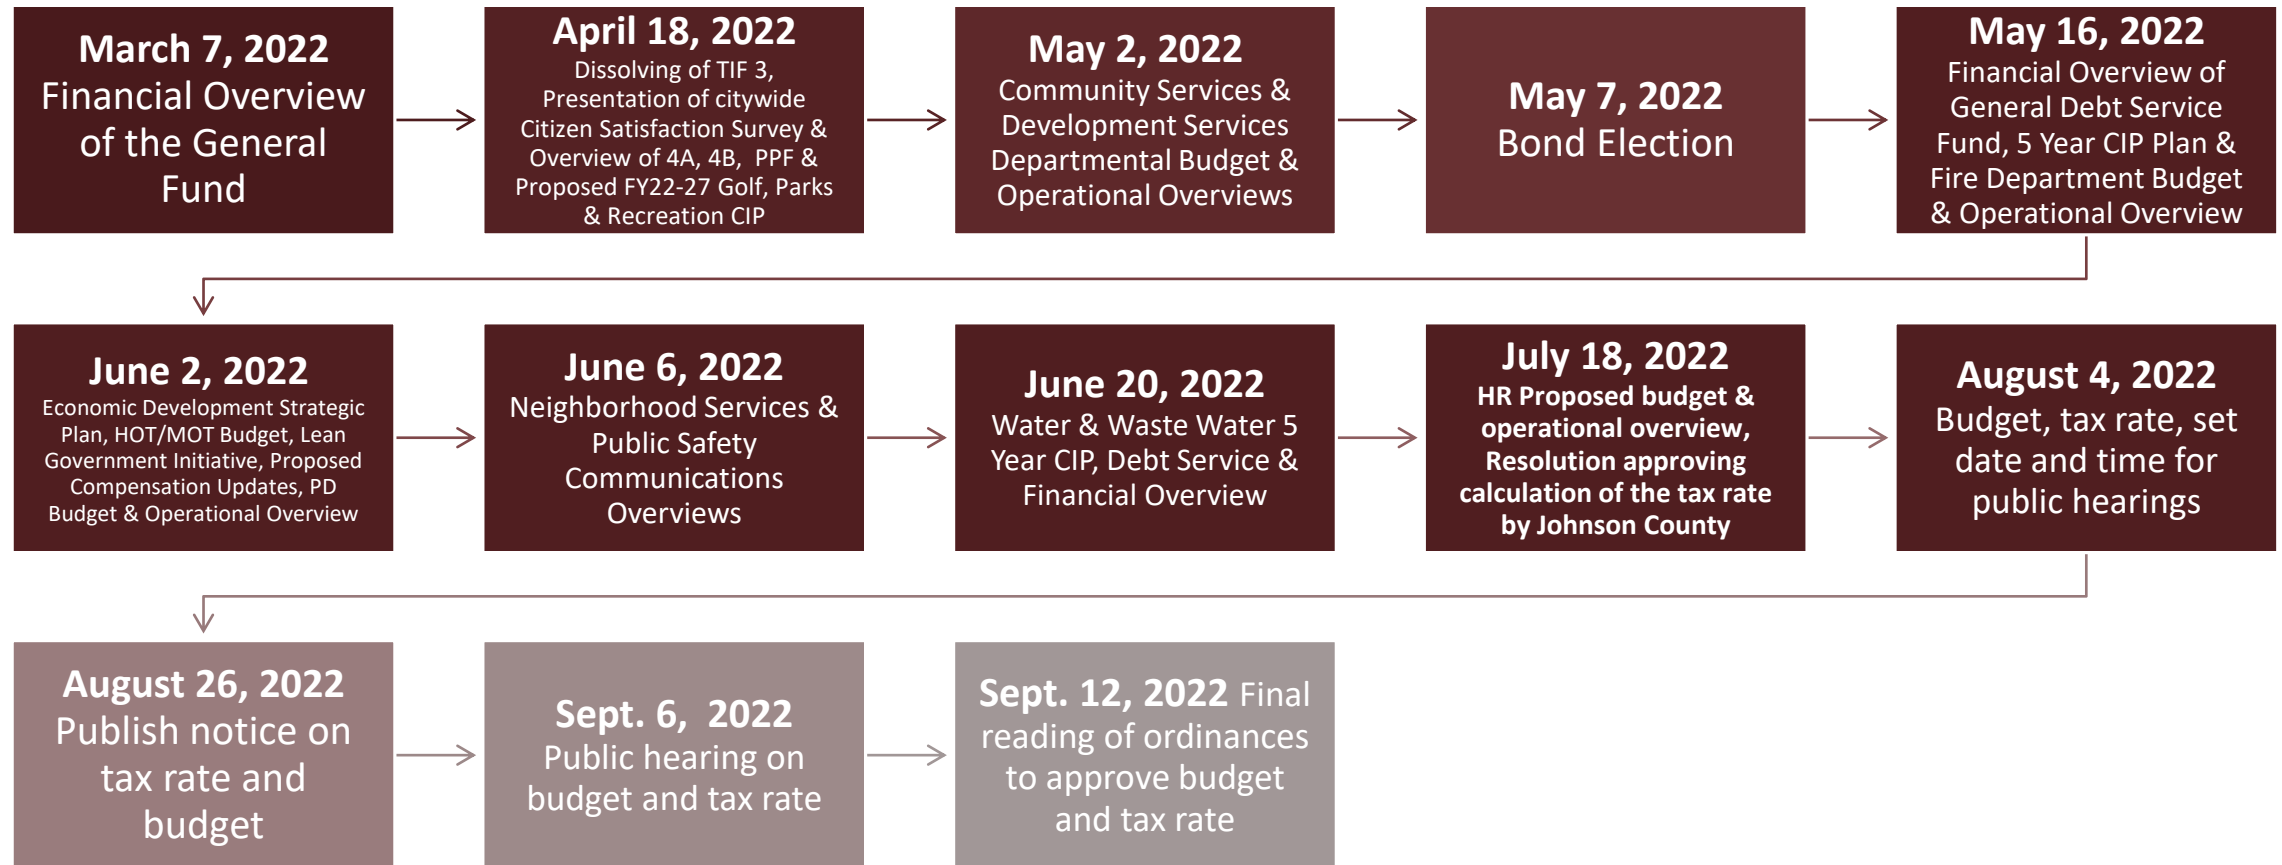 March 7, 2022
Financial Overview
of the General
Fund
April 18, 2022
Dissolving of TIF 3,
Presentation of citywide
Citizen Satisfaction Survey &
Overview of 4A, 4B, PPF &
Proposed FY22-27 Golf, Parks
& Recreation CIP
May 2, 2022
Community Services &
Development Services
Departmental Budget &
Operational Overviews
May 7, 2022
Bond Election
May 16, 2022
Financial Overview of
General Debt Service
Fund, 5 Year CIP Plan &
Fire Department Budget
& Operational Overview
June 2, 2022
Economic Development Strategic
Plan, HOT/MOT Budget, Lean
Government Initiative, Proposed
Compensation Updates, PD
Budget & Operational Overview
June 6, 2022
Neighborhood Services &
Public Safety
Communications
Overviews
June 20, 2022
Water & Waste Water 5
Year CIP, Debt Service &
Financial Overview
July 18, 2022
HR Proposed budget &
operational overview,
Resolution approving
calculation of the tax rate
by Johnson County
August 4, 2022
Budget, tax rate, set
date and time for
public hearings
August 26, 2022
Publish notice on
tax rate and
budget
Sept. 6, 2022
Public hearing on
budget and tax rate
Sept. 12, 2022 Final
reading of ordinances
to approve budget
and tax rate